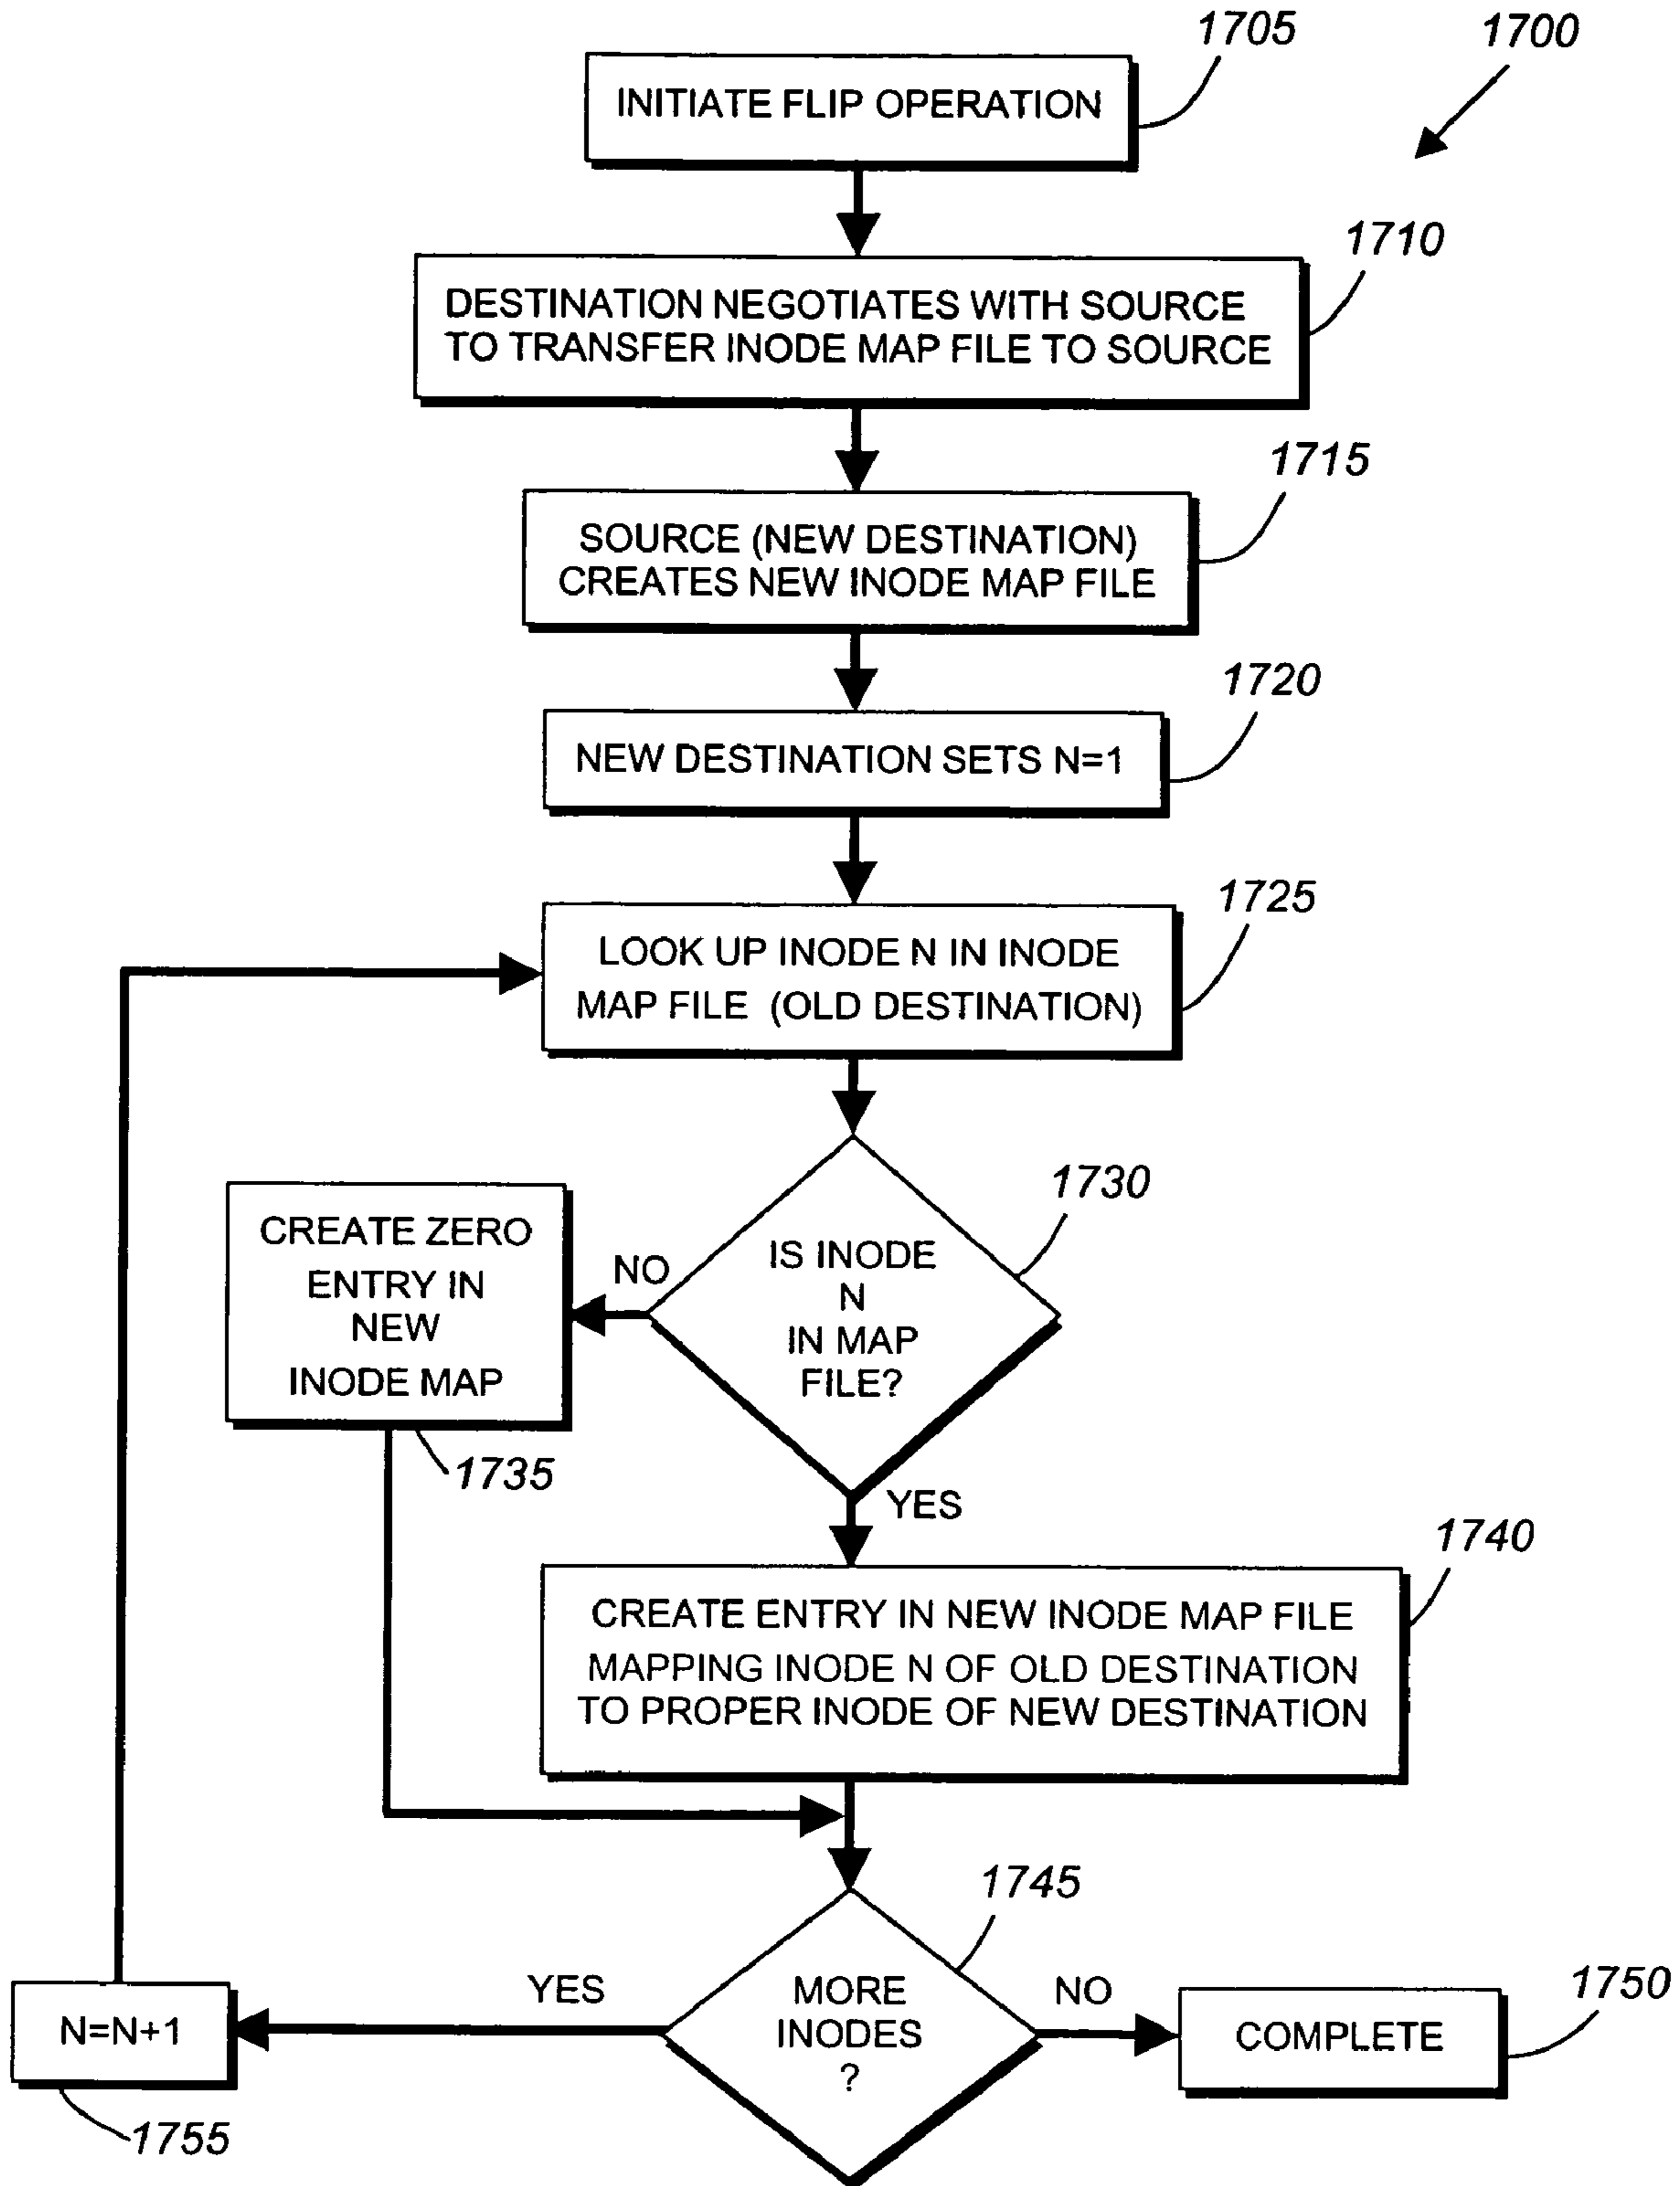 1705
1700
INITIATE FLIP OPERATION
1710
DESTINATION NEGOTIATES WITH SOURCE
TO TRANSFER INODE MAP FILE TO SOURCE
1715
SOURCE (NEW DESTINATION)
CREATES NEW INODE MAP FILE
1720
NEW DESTINATION SETS N=1
1725
LOOK UP INODE N IN INODE
MAP FILE (OLD DESTINATION)
1730
IS INODE
N
IN MAP
FILE?
NO
CREATE ZERO
ENTRY IN
NEW
INODE MAP
1735
YES
1740
CREATE ENTRY IN NEW INODE MAP FILE
MAPPING INODE N OF OLD DESTINATION
TO PROPER INODE OF NEW DESTINATION
1745
MORE
INODES
?
YES
NO
1750
COMPLETE
N=N+1
1755